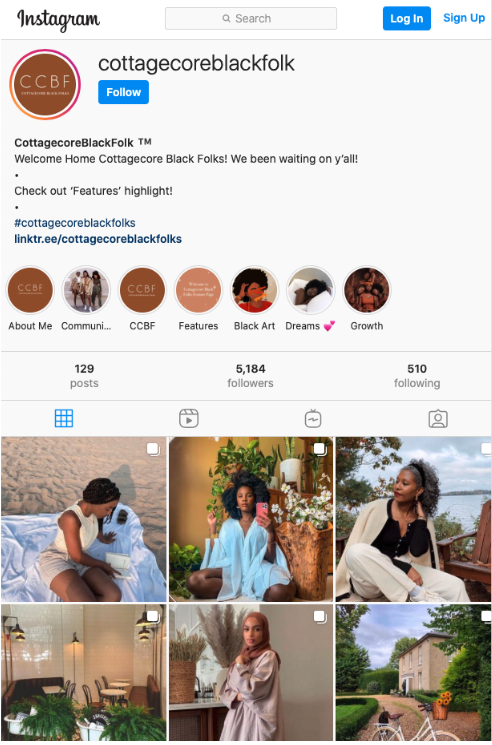 Instagram
Search
Log In
Sign Up
CCBF
COTTAGECORE BLACK FOLKS
cottagecoreblackfolk
Follow
CottagecoreBlackFolk ™
Welcome Home Cottagecore Black Folks! We been waiting on y'all!
•
Check out 'Features' highlight!
•
#cottagecoreblackfolks
linktr.ee/cottagecoreblackfolks
CCBF
CCBF
About Me
Communi...
CCBF
Features
Black Art
Dreams 💕
Growth
129
5,184
510
posts
followers
following